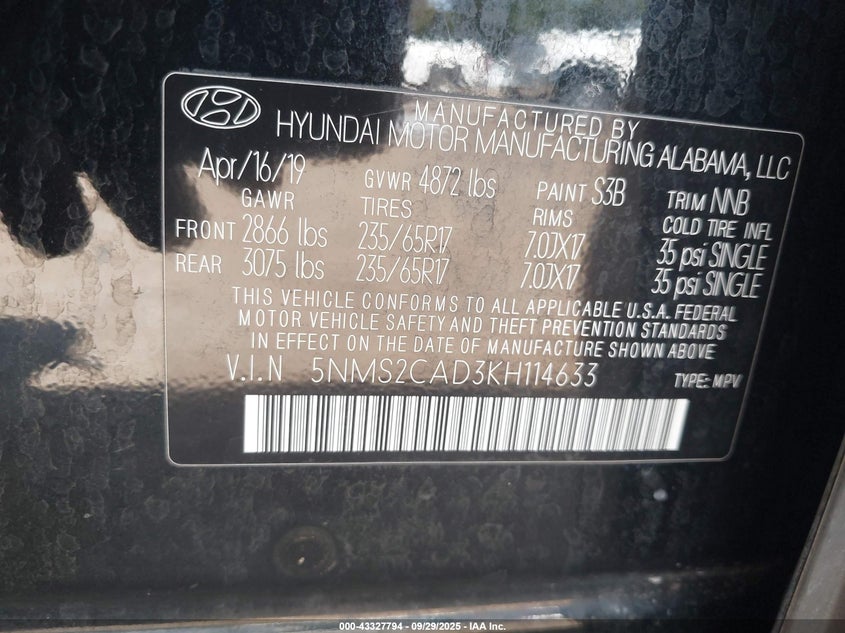 MANUFACTURED BY
HYUNDAI MOTOR MANUFACTURING ALABAMA, LLC
Apr/16/19 GVWR 4872 lbs PAINT S3B TRIM NNB
GAWR TIRES RIMS COLD TIRE INFL
FRONT 2866 lbs 235/65R17 7.0JX17 35 psi SINGLE
REAR 3075 lbs 235/65R17 7.0JX17 35 psi SINGLE
THIS VEHICLE CONFORMS TO ALL APPLICABLE U.S.A. FEDERAL
MOTOR VEHICLE SAFETY AND THEFT PREVENTION STANDARDS
IN EFFECT ON THE DATE OF MANUFACTURE SHOWN ABOVE
V.I.N 5NMS2CAD3KH114633 TYPE: MPV
000-43327794 - 09/29/2025 - IAA Inc.